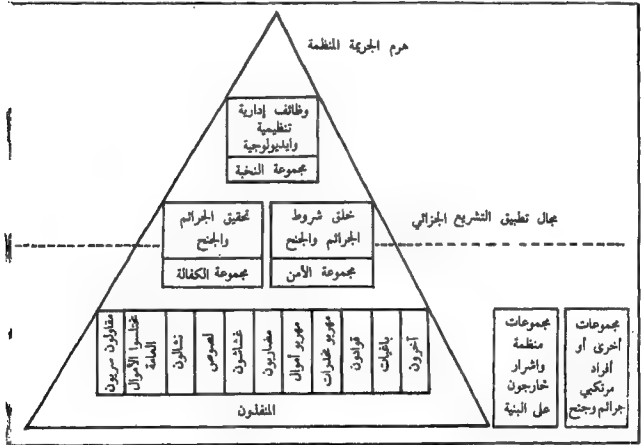 هرم الجريمة المنظمة
وظائف إدارية
تنظيمية
وايديولوجية
مجموعة النخبة
خلق شروط
الجرائم والجنح
مجموعة الأمن
تحقيق الجرائم
والجنح
مجموعة الكفالة
مجال تطبيق التشريع الجزائي
آخرون
باغيات
قوادون
مهربو مخدرات
مهربو أموال
مضاربون
غشاشون
لصوص
نشالون
مختلسوا الأموال
العامة
مقاولون سريون
المنفذون
مجموعات
أخرى أو
أفراد
مرتكبي
جرائم وجنح
مجموعات
منظمة
واشرار
خارجون
على البنية